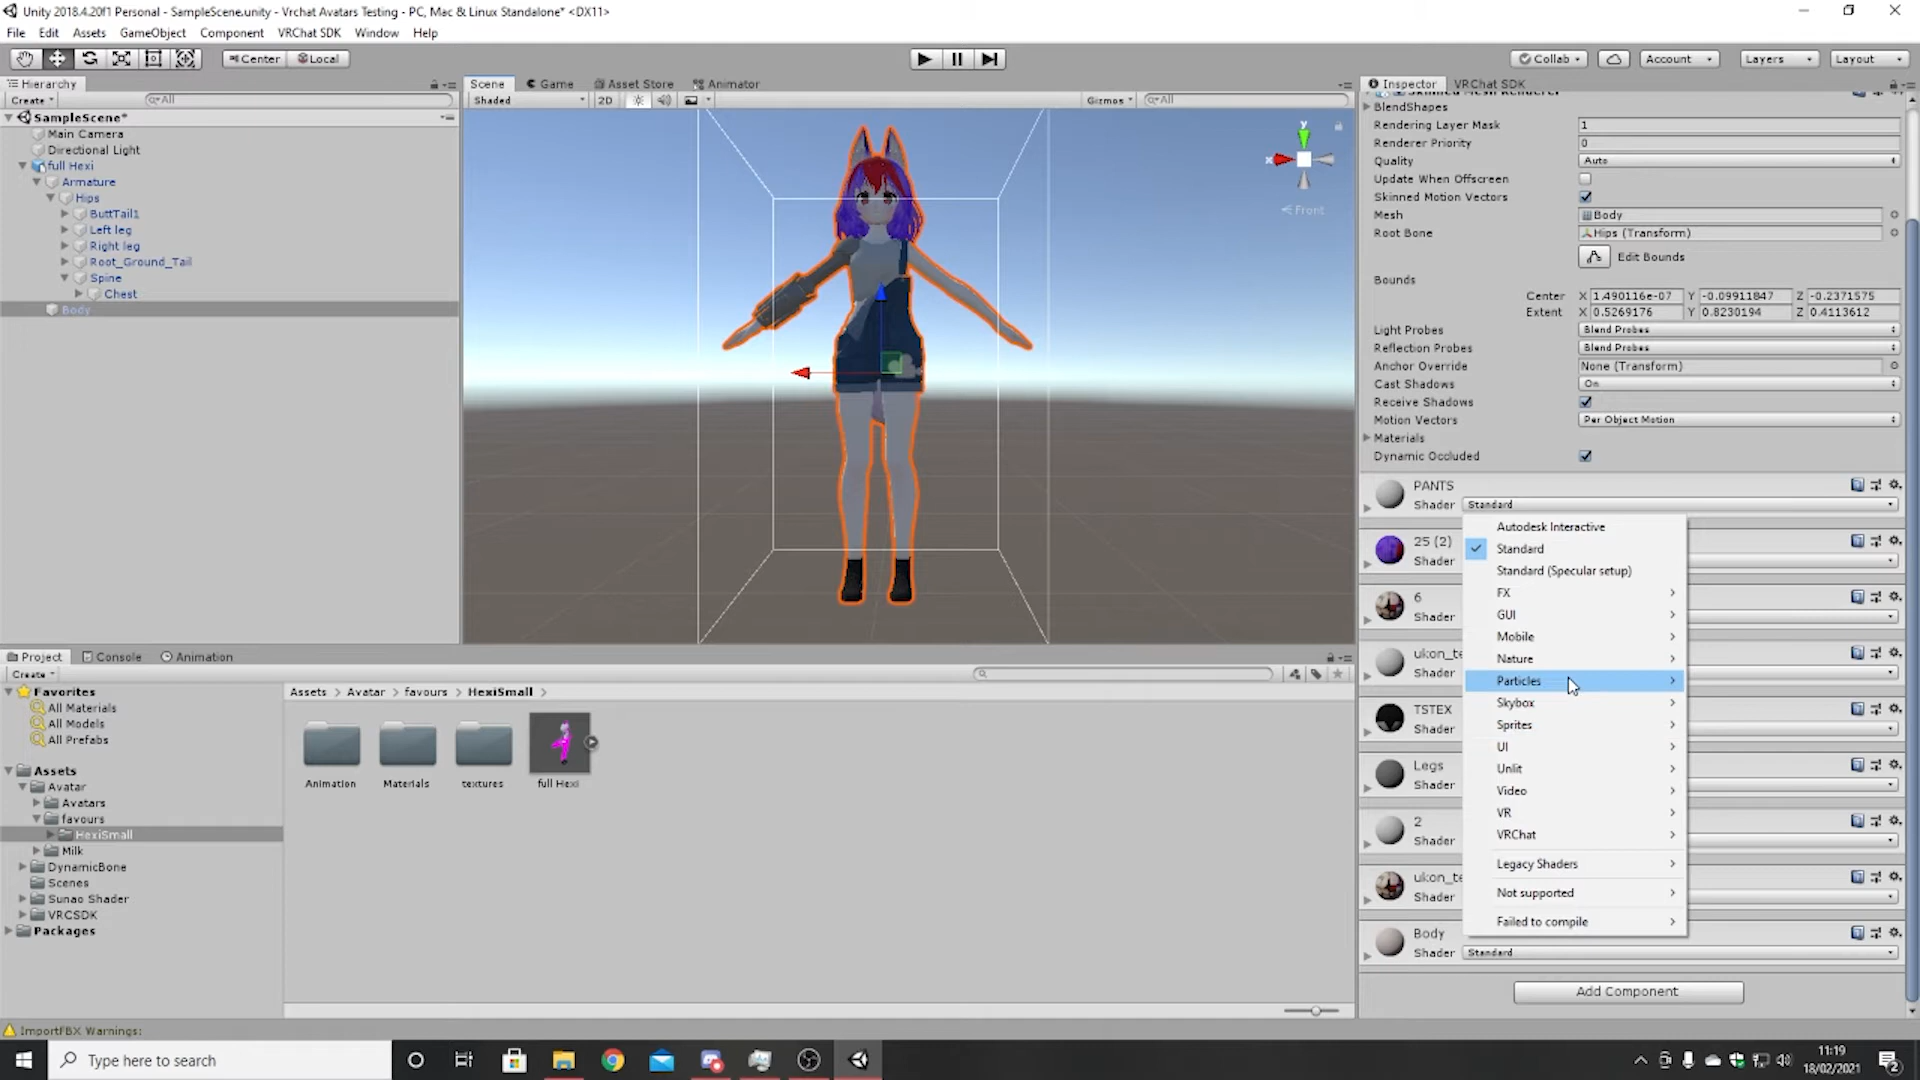 Unity 2018.4.20f1 Personal - SampleScene.unity - Vrchat Avatars Testing - PC, Mac & Linux Standalone* <DX11>
File Edit Assets GameObject Component VRChat SDK Window Help
Center Local
Collab Account Layers Layout
Hierarchy
Create All
SampleScene*
Main Camera
Directional Light
full Hexi
Armature
Hips
ButtTail1
Left leg
Right leg
Root_Ground_Tail
Spine
Chest
Body
Scene Game Asset Store Animator
Shaded 2D Gizmos All
y
x
Front
Inspector VRChat SDK
Skinned Mesh Renderer
BlendShapes
Rendering Layer Mask 1
Renderer Priority 0
Quality Auto
Update When Offscreen
Skinned Motion Vectors
Mesh Body
Root Bone Hips (Transform)
Edit Bounds
Bounds
Center X 1.490116e-07 Y -0.09911847 Z -0.2371575
Extent X 0.5269176 Y 0.8230194 Z 0.4113612
Light Probes Blend Probes
Reflection Probes Blend Probes
Anchor Override None (Transform)
Cast Shadows On
Receive Shadows
Motion Vectors Per Object Motion
Materials
Dynamic Occluded
PANTS
Shader Standard
25 (2)
Shader
6
Shader
ukon_te
Shader
TSTEX
Shader
Legs
Shader
2
Shader
ukon_te
Shader
Body
Shader Standard
Autodesk Interactive
Standard
Standard (Specular setup)
FX
GUI
Mobile
Nature
Particles
Skybox
Sprites
UI
Unlit
Video
VR
VRChat
Legacy Shaders
Not supported
Failed to compile
Add Component
Project Console Animation
Create
Favorites
All Materials
All Models
All Prefabs
Assets
Avatar
Avatars
favours
HexiSmall
Milk
DynamicBone
Scenes
Sunao Shader
VRCSDK
Packages
Assets > Avatar > favours > HexiSmall >
Animation Materials textures full Hexi
ImportFBX Warnings:
Type here to search
11:19
18/02/2021
2